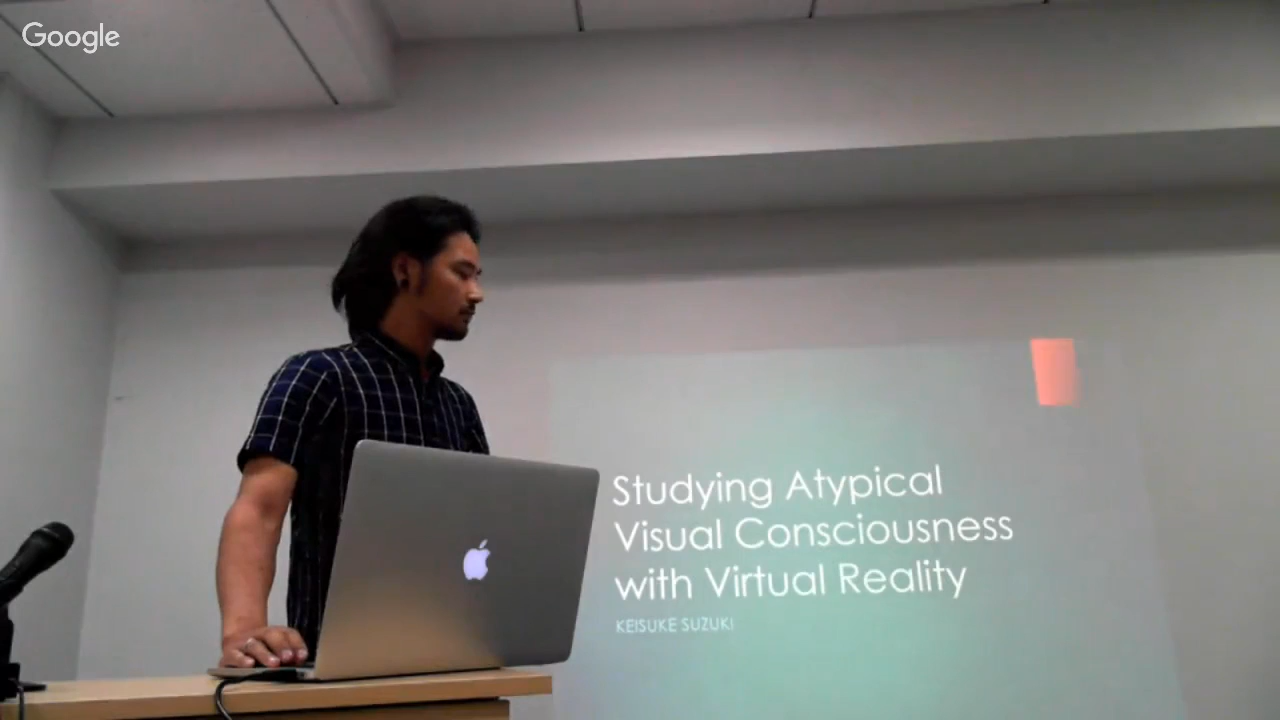 Google
Studying Atypical
Visual Consciousness
with Virtual Reality
KEISUKE SUZUKI